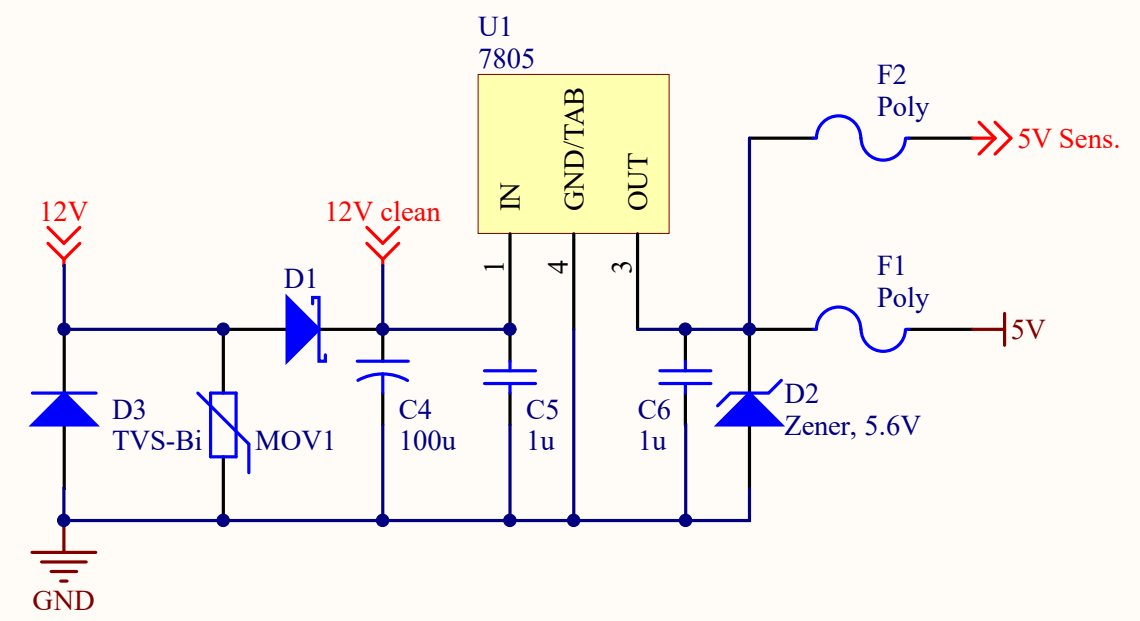 U1
7805
IN
GND/TAB
OUT
1
4
3
F2
Poly
5V Sens.
12V
12V clean
D1
F1
Poly
5V
D3
TVS-Bi
MOV1
C4
100u
C5
1u
C6
1u
D2
Zener, 5.6V
GND